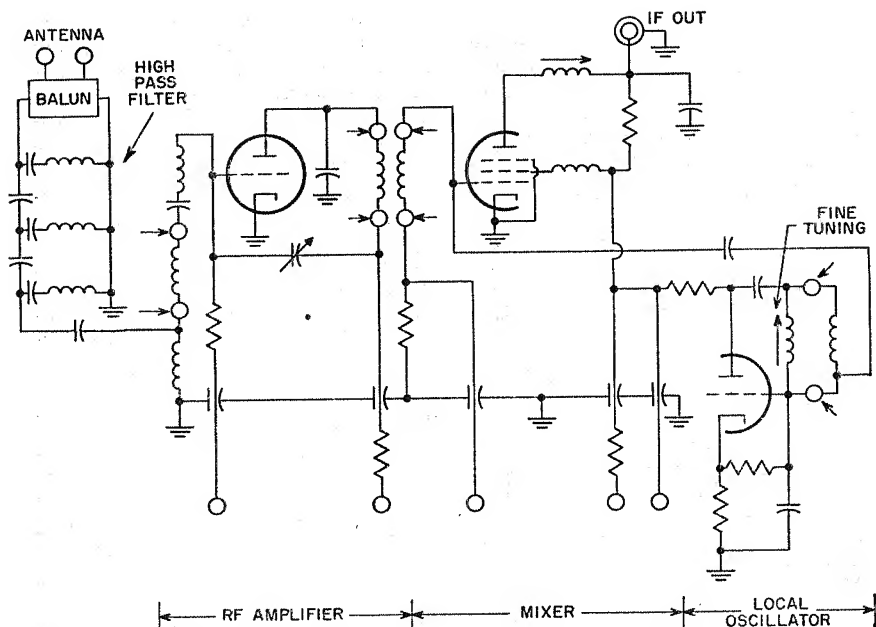 ANTENNA
BALUN
HIGH
PASS
FILTER
IF OUT
FINE
TUNING
RF AMPLIFIER
MIXER
LOCAL
OSCILLATOR